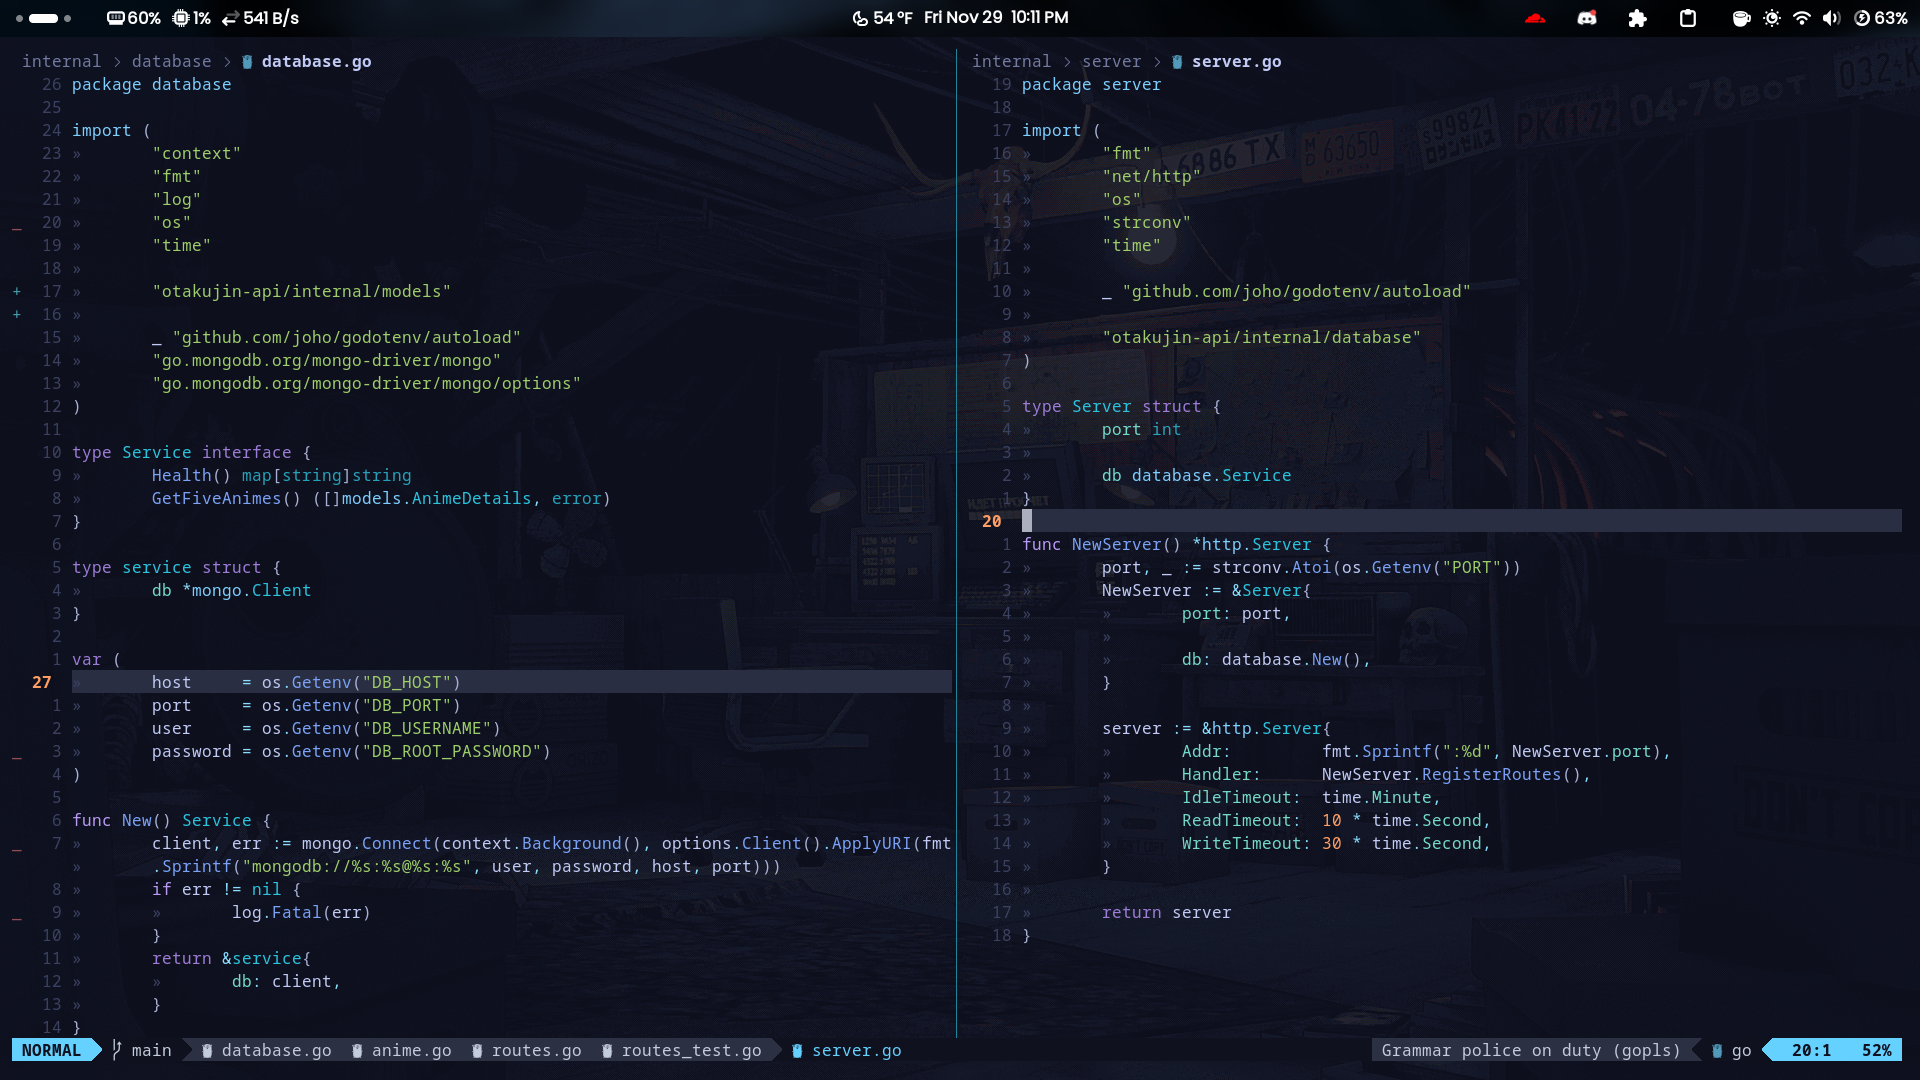 60% 1% 541 B/s
54 °F Fri Nov 29 10:11 PM
63%
internal > database > database.go
26 package database
25
24 import (
23 » "context"
22 » "fmt"
21 » "log"
_ 20 » "os"
19 » "time"
18 »
+ 17 » "otakujin-api/internal/models"
+ 16 »
15 » _ "github.com/joho/godotenv/autoload"
14 » "go.mongodb.org/mongo-driver/mongo"
13 » "go.mongodb.org/mongo-driver/mongo/options"
12 )
11
10 type Service interface {
9 » Health() map[string]string
8 » GetFiveAnimes() ([]models.AnimeDetails, error)
7 }
6
5 type service struct {
4 » db *mongo.Client
3 }
2
1 var (
27 » host     = os.Getenv("DB_HOST")
1 » port     = os.Getenv("DB_PORT")
2 » user     = os.Getenv("DB_USERNAME")
_ 3 » password = os.Getenv("DB_ROOT_PASSWORD")
4 )
5
6 func New() Service {
_ 7 » client, err := mongo.Connect(context.Background(), options.Client().ApplyURI(fmt
» .Sprintf("mongodb://%s:%s@%s:%s", user, password, host, port)))
8 » if err != nil {
_ 9 » » log.Fatal(err)
10 » }
11 » return &service{
12 » » db: client,
13 » }
14 }
internal > server > server.go
19 package server
18
17 import (
16 » "fmt"
15 » "net/http"
14 » "os"
13 » "strconv"
12 » "time"
11 »
10 » _ "github.com/joho/godotenv/autoload"
9 »
8 » "otakujin-api/internal/database"
7 )
6
5 type Server struct {
4 » port int
3 »
2 » db database.Service
1 }
20
1 func NewServer() *http.Server {
2 » port, _ := strconv.Atoi(os.Getenv("PORT"))
3 » NewServer := &Server{
4 » » port: port,
5 » »
6 » » db: database.New(),
7 » }
8 »
9 » server := &http.Server{
10 » » Addr:         fmt.Sprintf(":%d", NewServer.port),
11 » » Handler:      NewServer.RegisterRoutes(),
12 » » IdleTimeout:  time.Minute,
13 » » ReadTimeout:  10 * time.Second,
14 » » WriteTimeout: 30 * time.Second,
15 » }
16 »
17 » return server
18 }
032-K
04-78 BOT
PK41-22
99821
MD 63650
6886 TX
NORMAL main database.go anime.go routes.go routes_test.go server.go Grammar police on duty (gopls) go 20:1 52%